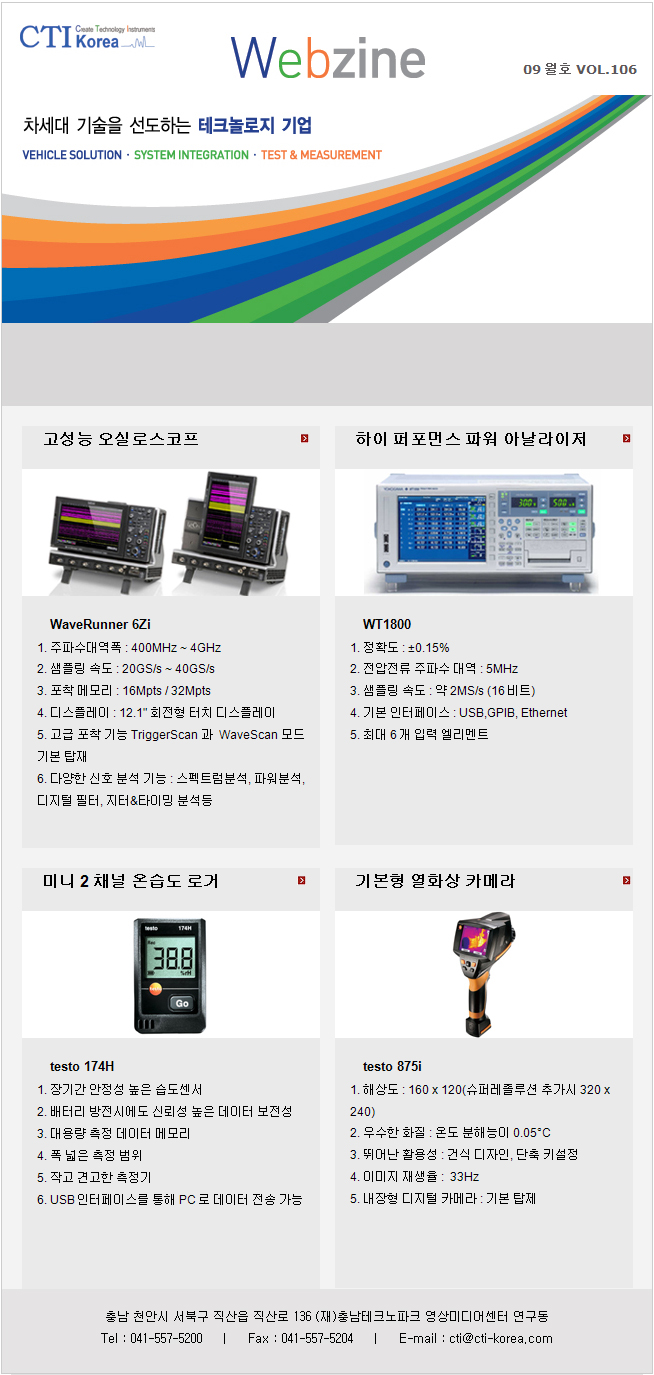 CTI Create Technology Instruments
Korea
Webzine
09 월호 VOL.106
차세대 기술을 선도하는 테크놀로지 기업
VEHICLE SOLUTION · SYSTEM INTEGRATION · TEST & MEASUREMENT
고성능 오실로스코프
WaveRunner 6Zi
1. 주파수대역폭 : 400MHz ~ 4GHz
2. 샘플링 속도 : 20GS/s ~ 40GS/s
3. 포착 메모리 : 16Mpts / 32Mpts
4. 디스플레이 : 12.1" 회전형 터치 디스플레이
5. 고급 포착 기능 TriggerScan 과 WaveScan 모드
기본 탑재
6. 다양한 신호 분석 기능 : 스펙트럼분석, 파워분석,
디지털 필터, 지터&타이밍 분석등
하이 퍼포먼스 파워 아날라이저
WT1800
1. 정확도 : ±0.15%
2. 전압전류 주파수 대역 : 5MHz
3. 샘플링 속도 : 약 2MS/s (16 비트)
4. 기본 인터페이스 : USB,GPIB, Ethernet
5. 최대 6 개 입력 엘리멘트
미니 2 채널 온습도 로거
testo 174H
38.8
%rH
Go
testo 174H
1. 장기간 안정성 높은 습도센서
2. 배터리 방전시에도 신뢰성 높은 데이터 보전성
3. 대용량 측정 데이터 메모리
4. 폭 넓은 측정 범위
5. 작고 견고한 측정기
6. USB 인터페이스를 통해 PC 로 데이터 전송 가능
기본형 열화상 카메라
testo 875i
1. 해상도 : 160 x 120(슈퍼레졸루션 추가시 320 x
240)
2. 우수한 화질 : 온도 분해능이 0.05°C
3. 뛰어난 활용성 : 건식 디자인, 단축 키설정
4. 이미지 재생율 : 33Hz
5. 내장형 디지털 카메라 : 기본 탑제
충남 천안시 서북구 직산읍 직산로 136 (재)충남테크노파크 영상미디어센터 연구동
Tel : 041-557-5200 | Fax : 041-557-5204 | E-mail : cti@cti-korea.com